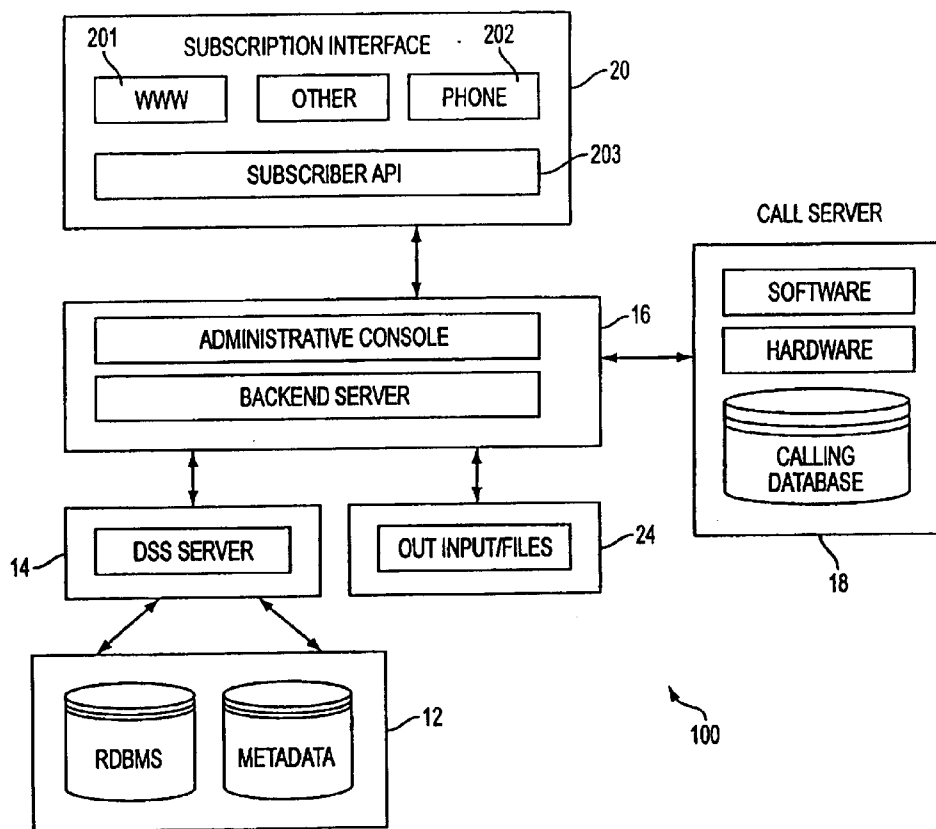 SUBSCRIPTION INTERFACE
201
202
WWW
OTHER
PHONE
20
SUBSCRIBER API
203
CALL SERVER
16
ADMINISTRATIVE CONSOLE
BACKEND SERVER
SOFTWARE
HARDWARE
CALLING
DATABASE
14
DSS SERVER
OUT INPUT/FILES
24
18
RDBMS
METADATA
12
100